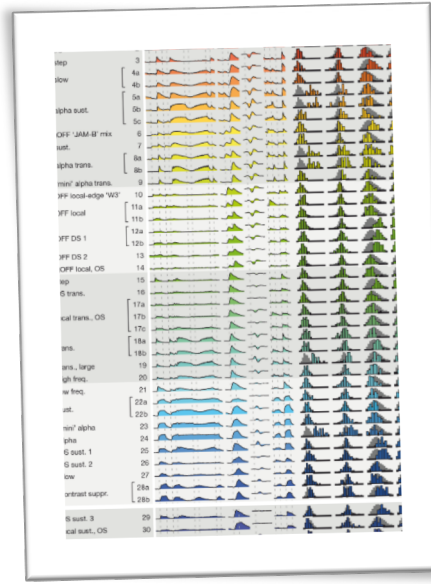 step 3
slow 4a
4b
5a
alpha sust. 5b
5c
OFF 'JAM-B' mix 6
sust. 7
alpha trans. 8a
8b
mini" alpha trans. 9
OFF local-edge 'W3' 10
OFF local 11a
11b
OFF DS 1 12a
12b
OFF DS 2 13
OFF local, OS 14
step 15
S trans. 16
17a
cal trans., OS 17b
17c
ans. 18a
18b
ans., large 19
gh freq. 20
w freq. 21
ust. 22a
22b
mini" alpha 23
pha 24
S sust. 1 25
S sust. 2 26
low 27
ontrast suppr. 28a
28b
S sust. 3 29
cal sust., OS 30